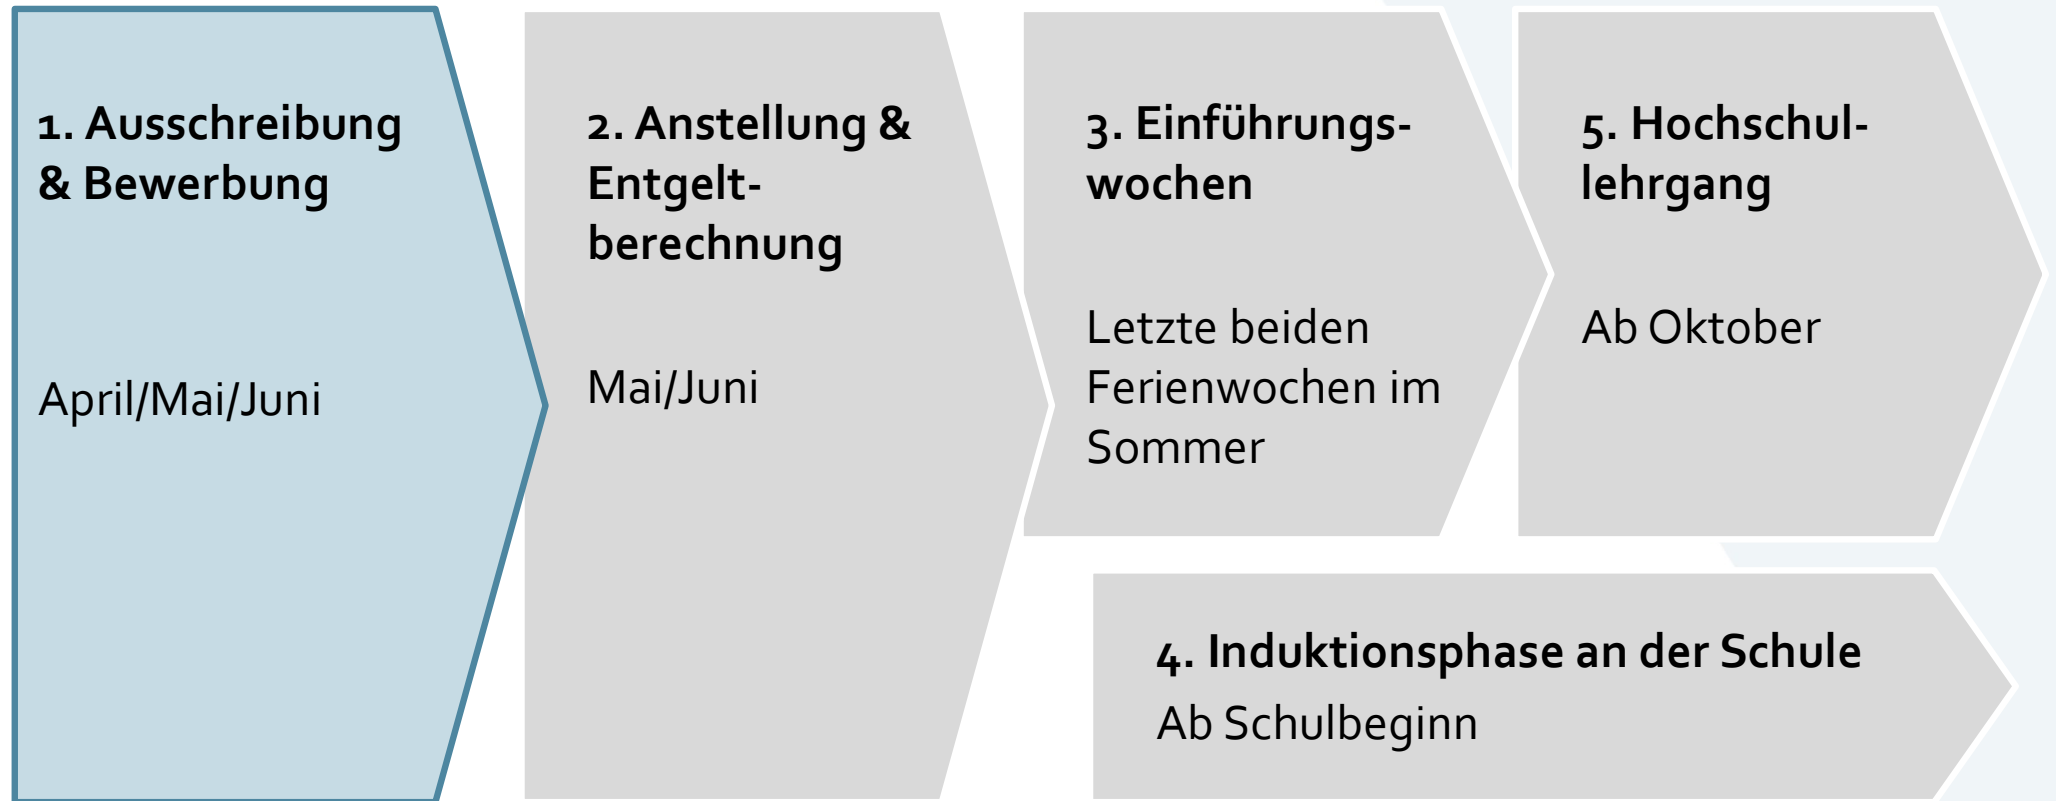 1. Ausschreibung
& Bewerbung
April/Mai/Juni
2. Anstellung &
Entgelt-
berechnung
Mai/Juni
3. Einführungs-
wochen
Letzte beiden
Ferienwochen im
Sommer
5. Hochschul-
lehrgang
Ab Oktober
4. Induktionsphase an der Schule
Ab Schulbeginn